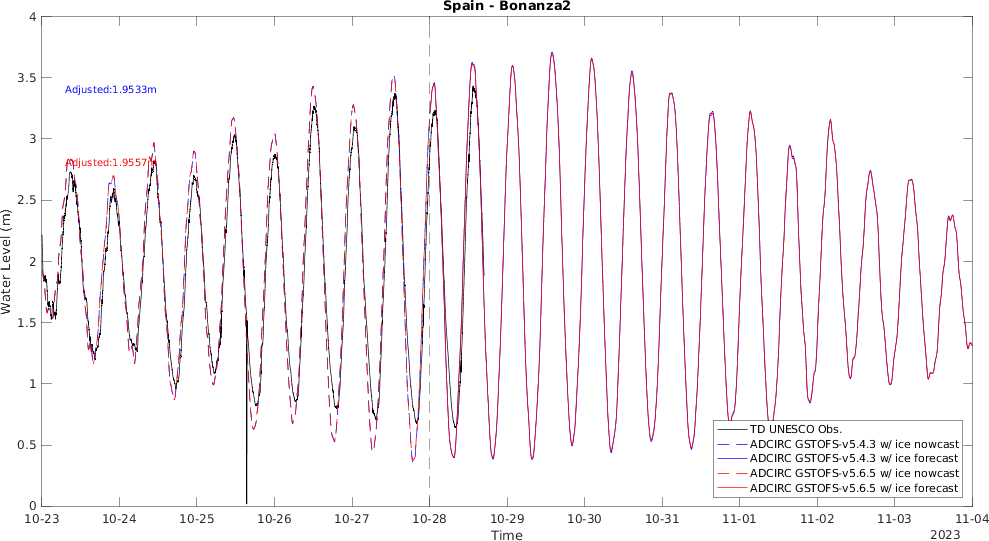 Spain - Bonanza2
Water Level (m)
4
3.5
3
2.5
2
1.5
1
0.5
0
Adjusted:1.9533m
Adjusted:1.9557m
TD UNESCO Obs.
ADCIRC GSTOFS-v5.4.3 w/ ice nowcast
ADCIRC GSTOFS-v5.4.3 w/ ice forecast
ADCIRC GSTOFS-v5.6.5 w/ ice nowcast
ADCIRC GSTOFS-v5.6.5 w/ ice forecast
10-23 10-24 10-25 10-26 10-27 10-28 10-29 10-30 10-31 11-01 11-02 11-03 11-04
Time
2023